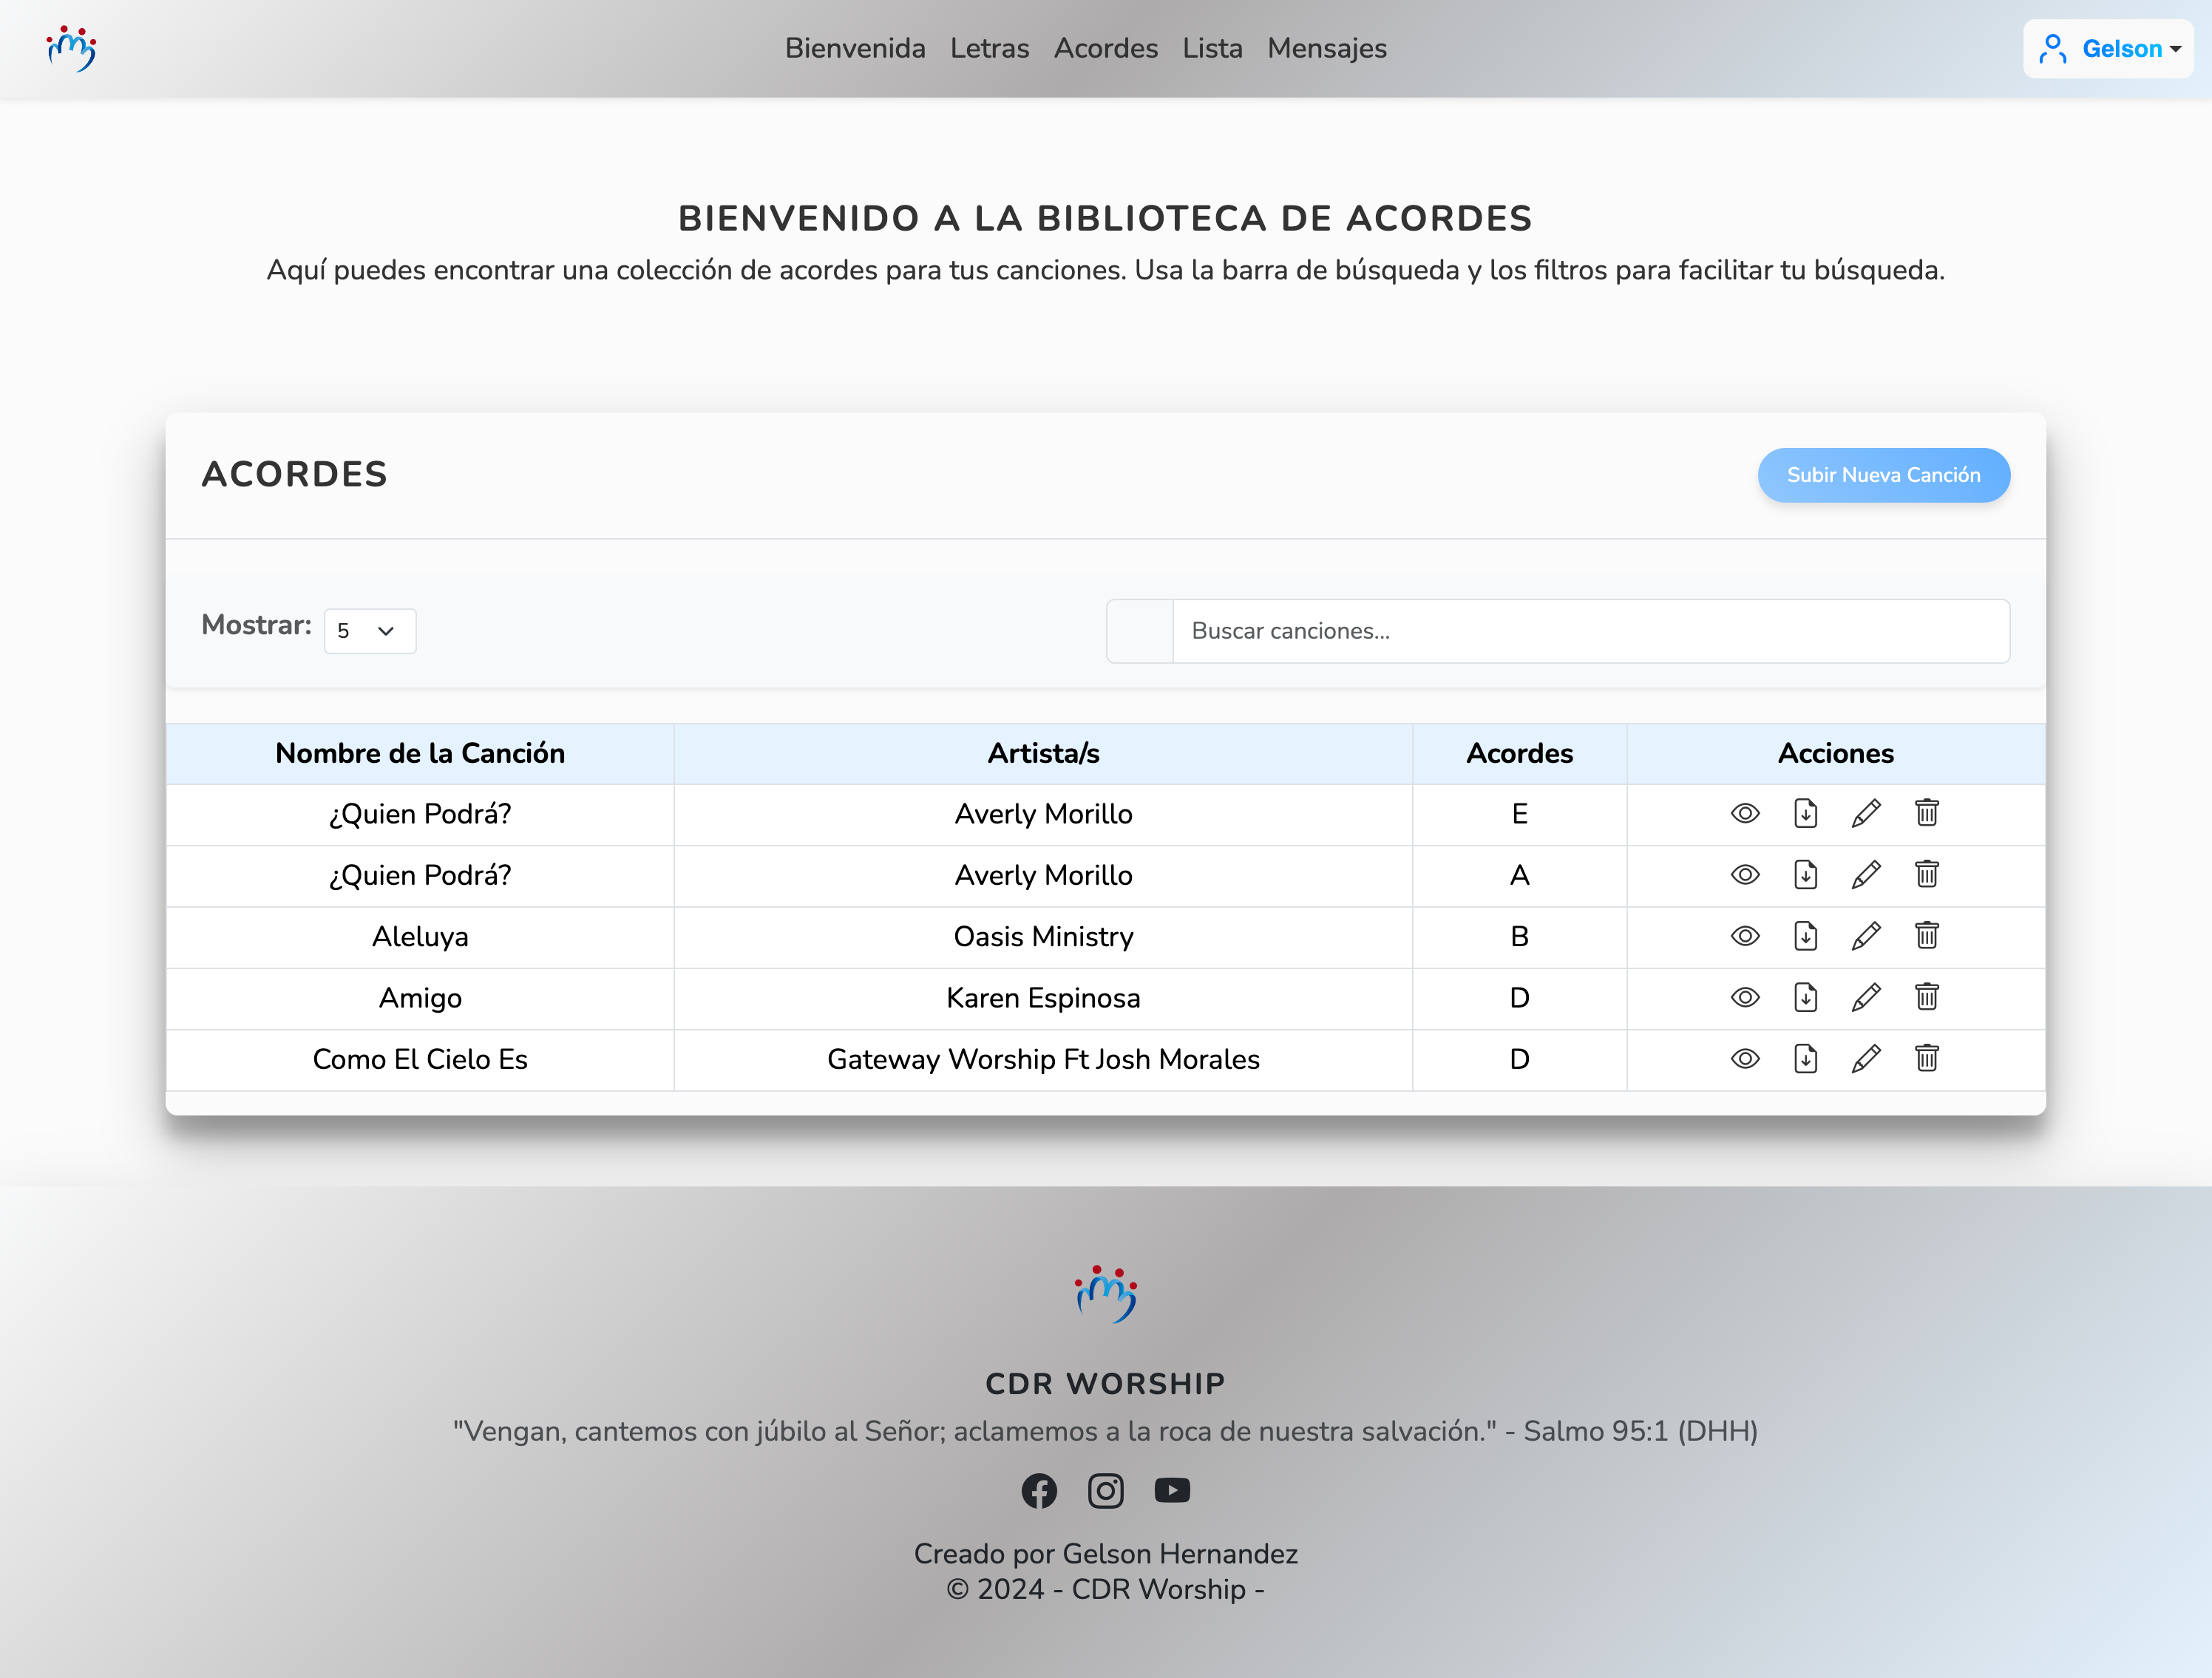 Bienvenida Letras Acordes Lista Mensajes
Gelson
BIENVENIDO A LA BIBLIOTECA DE ACORDES
Aquí puedes encontrar una colección de acordes para tus canciones. Usa la barra de búsqueda y los filtros para facilitar tu búsqueda.
ACORDES
Subir Nueva Canción
Mostrar: 5
Buscar canciones...
Nombre de la Canción Artista/s Acordes Acciones
¿Quien Podrá? Averly Morillo E
¿Quien Podrá? Averly Morillo A
Aleluya Oasis Ministry B
Amigo Karen Espinosa D
Como El Cielo Es Gateway Worship Ft Josh Morales D
CDR WORSHIP
"Vengan, cantemos con júbilo al Señor; aclamemos a la roca de nuestra salvación." - Salmo 95:1 (DHH)
Creado por Gelson Hernandez
© 2024 - CDR Worship -